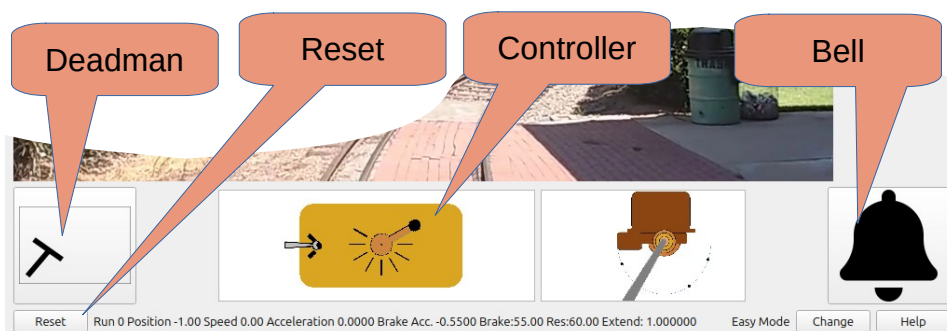 Deadman
Reset
Controller
Bell
TRASH
Reset
Run 0 Position -1.00 Speed 0.00 Acceleration 0.0000 Brake Acc. -0.5500 Brake:55.00 Res:60.00 Extend: 1.000000
Easy Mode
Change
Help